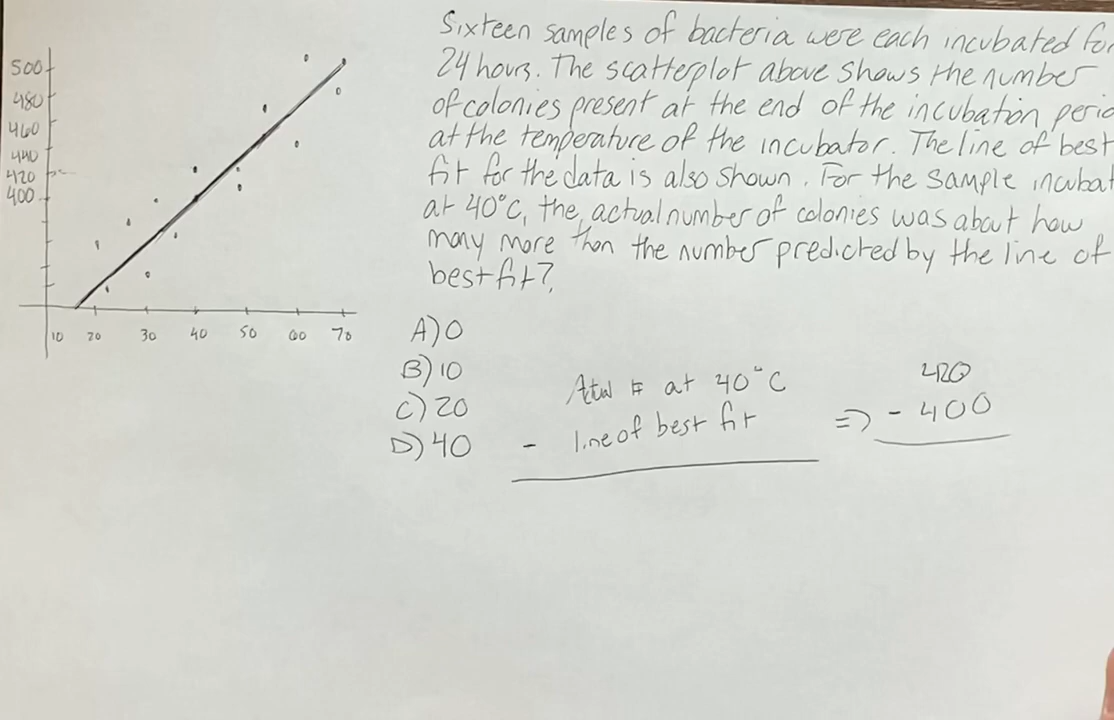 Sixteen samples of bacteria were each incubated for
24 hours. The scatterplot above shows the number
of colonies present at the end of the incubation perio
at the temperature of the incubator. The line of best
fit for the data is also shown. For the sample incubat
at 40°C, the actual number of colonies was about how
many more than the number predicted by the line of
best fit?
500
480
460
440
420
400
10 20 30 40 50 60 70
A) 0
B) 10
C) 20
D) 40
# at 40°C
- line of best fit
=>
420
- 400